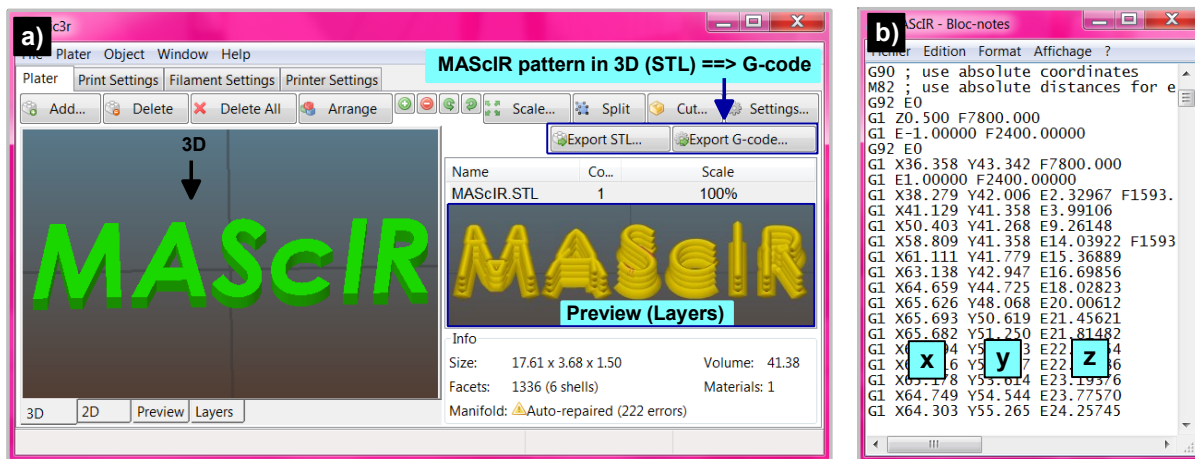 a)
c3r
File Plater Object Window Help
Plater Print Settings Filament Settings Printer Settings
MAScIR pattern in 3D (STL) ==> G-code
Add... Delete Delete All Arrange Scale... Split Cut... Settings...
Export STL... Export G-code...
3D
Name Co... Scale
MAScIR.STL 1 100%
MAScIR
MAScIR
Preview (Layers)
Info
Size: 17.61 x 3.68 x 1.50 Volume: 41.38
Facets: 1336 (6 shells) Materials: 1
Manifold: Auto-repaired (222 errors)
3D 2D Preview Layers
b)
AScIR - Bloc-notes
Fichier Edition Format Affichage ?
G90 ; use absolute coordinates
M82 ; use absolute distances for e
G92 E0
G1 Z0.500 F7800.000
G1 E-1.00000 F2400.00000
G92 E0
G1 X36.358 Y43.342 F7800.000
G1 E1.00000 F2400.00000
G1 X38.279 Y42.006 E2.32967 F1593.
G1 X41.129 Y41.358 E3.99106
G1 X50.403 Y41.268 E9.26148
G1 X58.809 Y41.358 E14.03922 F1593
G1 X61.111 Y41.779 E15.36889
G1 X63.138 Y42.947 E16.69856
G1 X64.659 Y44.725 E18.02823
G1 X65.626 Y48.068 E20.00612
G1 X65.693 Y50.619 E21.45621
G1 X65.682 Y51.250 E21.81482
G1
G1
x y z
G1 E23.19376
G1 X64.749 Y54.544 E23.77570
G1 X64.303 Y55.265 E24.25745